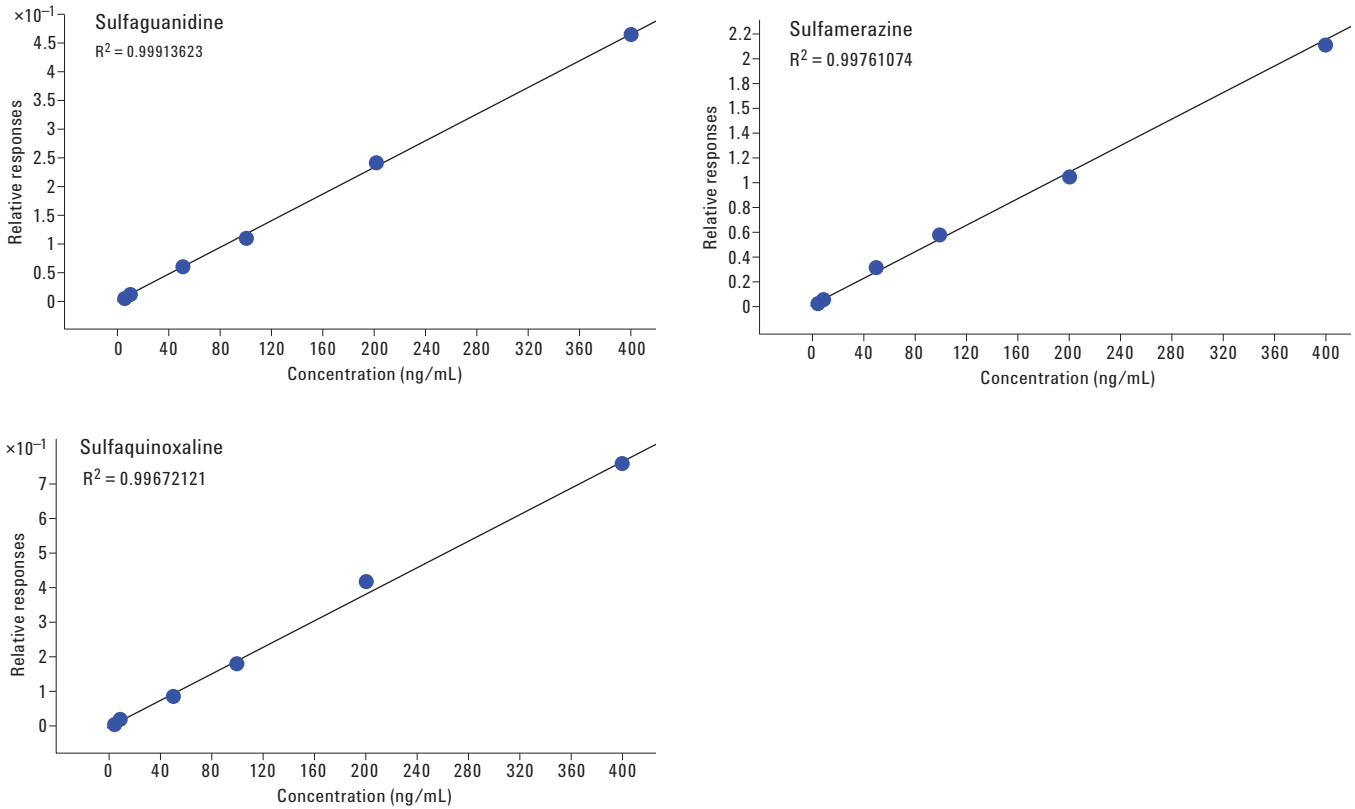 ×10⁻¹
Sulfaguanidine
R² = 0.99913623
4.5
4
3.5
3
2.5
2
1.5
1
0.5
0
Relative responses
0 40 80 120 160 200 240 280 320 360 400
Concentration (ng/mL)
Sulfamerazine
R² = 0.99761074
2.2
2
1.8
1.5
1.4
1.2
1
0.8
0.6
0.4
0.2
0
Relative responses
0 40 80 120 160 200 240 280 320 360 400
Concentration (ng/mL)
×10⁻¹
Sulfaquinoxaline
R² = 0.99672121
7
6
5
4
3
2
1
0
Relative responses
0 40 80 120 160 200 240 280 320 360 400
Concentration (ng/mL)